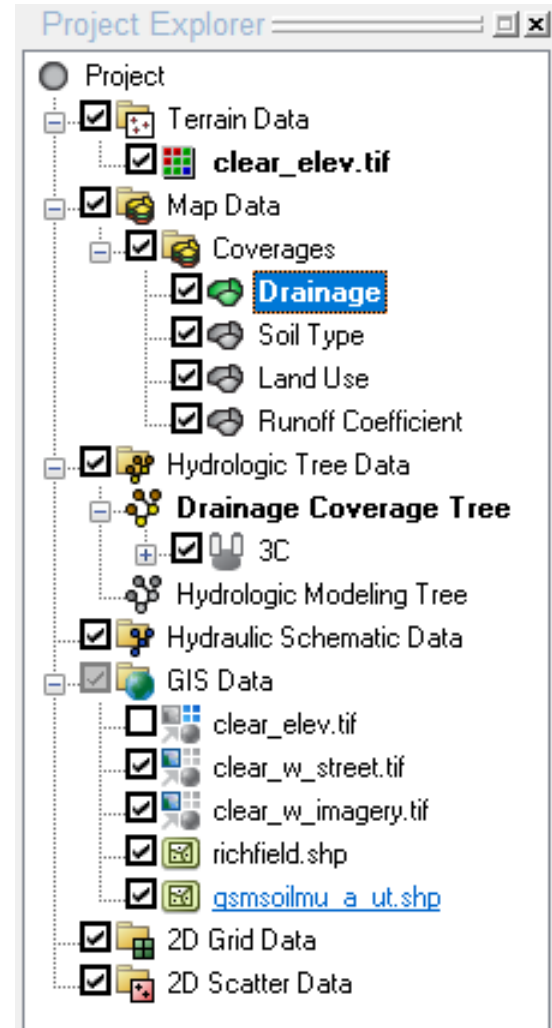 Project Explorer
Project
Terrain Data
clear_elev.tif
Map Data
Coverages
Drainage
Soil Type
Land Use
Runoff Coefficient
Hydrologic Tree Data
Drainage Coverage Tree
3C
Hydrologic Modeling Tree
Hydraulic Schematic Data
GIS Data
clear_elev.tif
clear_w_street.tif
clear_w_imagery.tif
richfield.shp
gsmsoilmu_a_ut.shp
2D Grid Data
2D Scatter Data